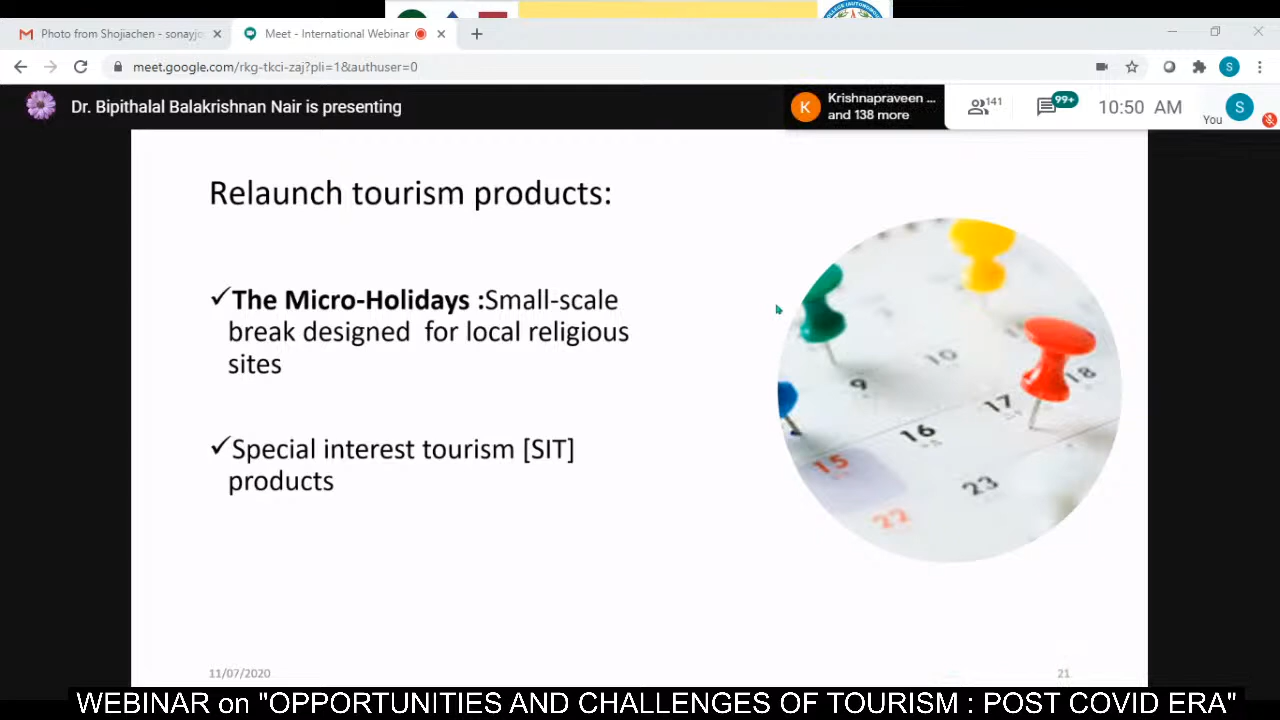 COLLEGE (AUTONOMOUS
Photo from Shojiachen - sonayjo
Meet - International Webinar
meet.google.com/rkg-tkci-zaj?pli=1&authuser=0
S
Dr. Bipithalal Balakrishnan Nair is presenting
K
Krishnapraveen ...
and 138 more
141
99+
10:50 AM
You
S
Relaunch tourism products:
✓The Micro-Holidays :Small-scale
break designed for local religious
sites
✓Special interest tourism [SIT]
products
9
10
18
17
16
15
23
22
11/07/2020
21
WEBINAR on "OPPORTUNITIES AND CHALLENGES OF TOURISM : POST COVID ERA"